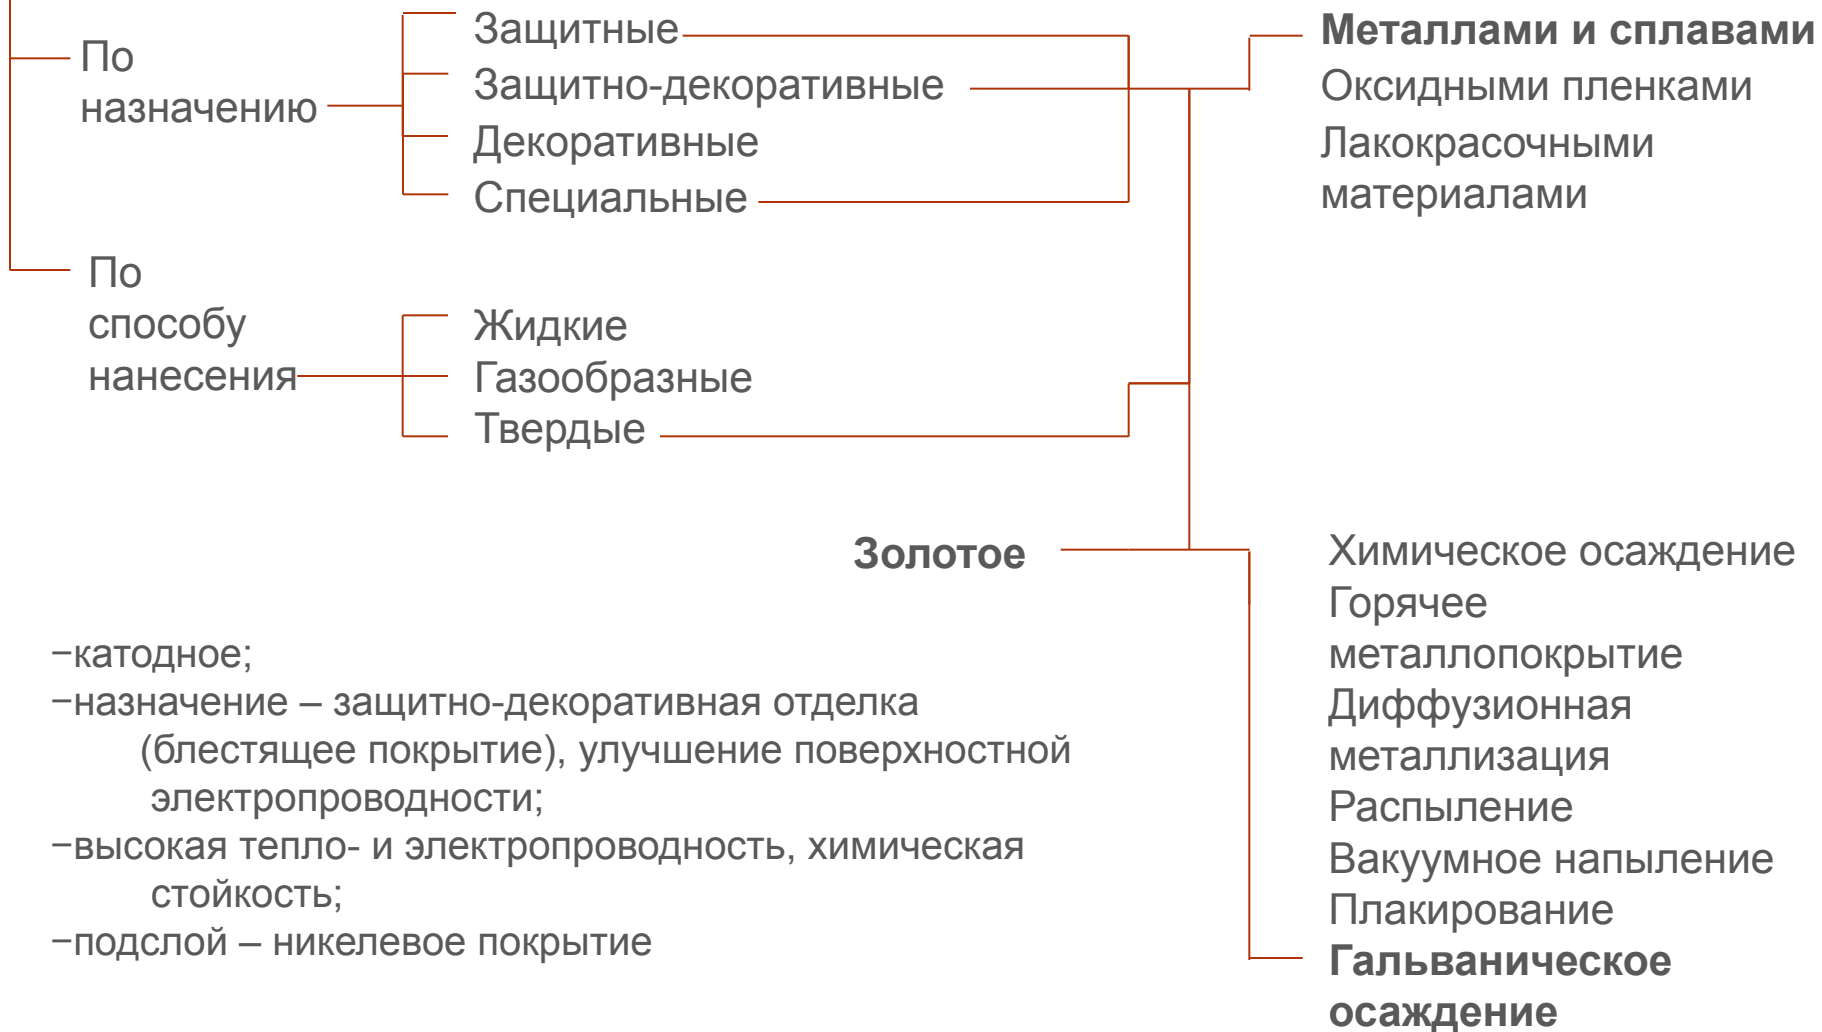 По
назначению
Защитные
Защитно-декоративные
Декоративные
Специальные
Металлами и сплавами
Оксидными пленками
Лакокрасочными
материалами
По
способу
нанесения
Жидкие
Газообразные
Твердые
Золотое
−катодное;
−назначение – защитно-декоративная отделка
(блестящее покрытие), улучшение поверхностной
электропроводности;
−высокая тепло- и электропроводность, химическая
стойкость;
−подслой – никелевое покрытие
Химическое осаждение
Горячее
металлопокрытие
Диффузионная
металлизация
Распыление
Вакуумное напыление
Плакирование
Гальваническое
осаждение